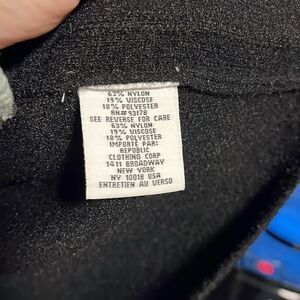 63% NYLON
19% VISCOSE
18% POLYESTER
RN#93178
SEE REVERSE FOR CARE
63% NYLON
19% VISCOSE
18% POLYESTER
IMPORTE PAR:
REPUBLIC
CLOTHING CORP
1411 BROADWAY
NEW YORK
NY 10018 USA
ENTRETIEN AU VERSO